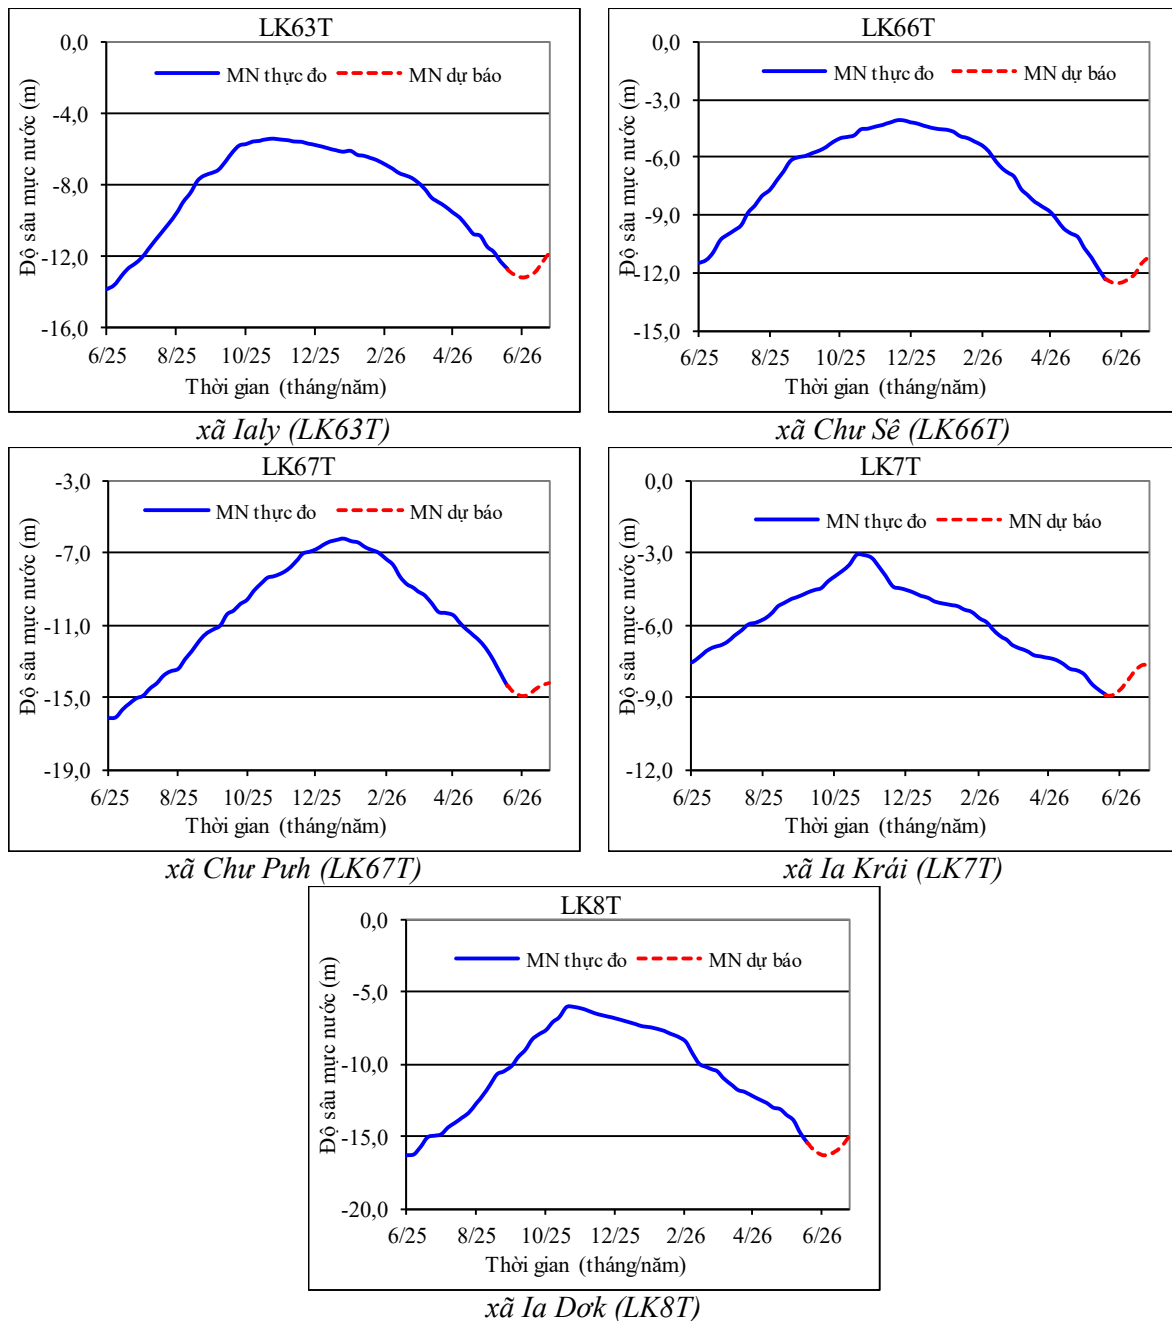 LK63T
MN thực đo
MN dự báo
Độ sâu mực nước (m)
0,0
-4,0
-8,0
-12,0
-16,0
6/25 8/25 10/25 12/25 2/26 4/26 6/26
Thời gian (tháng/năm)
xã Ialy (LK63T)
LK66T
MN thực đo
MN dự báo
Độ sâu mực nước (m)
0,0
-3,0
-6,0
-9,0
-12,0
-15,0
6/25 8/25 10/25 12/25 2/26 4/26 6/26
Thời gian (tháng/năm)
xã Chư Sê (LK66T)
LK67T
MN thực đo
MN dự báo
Độ sâu mực nước (m)
-3,0
-7,0
-11,0
-15,0
-19,0
6/25 8/25 10/25 12/25 2/26 4/26 6/26
Thời gian (tháng/năm)
xã Chư Pưh (LK67T)
LK7T
MN thực đo
MN dự báo
Độ sâu mực nước (m)
0,0
-3,0
-6,0
-9,0
-12,0
6/25 8/25 10/25 12/25 2/26 4/26 6/26
Thời gian (tháng/năm)
xã Ia Krái (LK7T)
LK8T
MN thực đo
MN dự báo
Độ sâu mực nước (m)
0,0
-5,0
-10,0
-15,0
-20,0
6/25 8/25 10/25 12/25 2/26 4/26 6/26
Thời gian (tháng/năm)
xã Ia Dơk (LK8T)